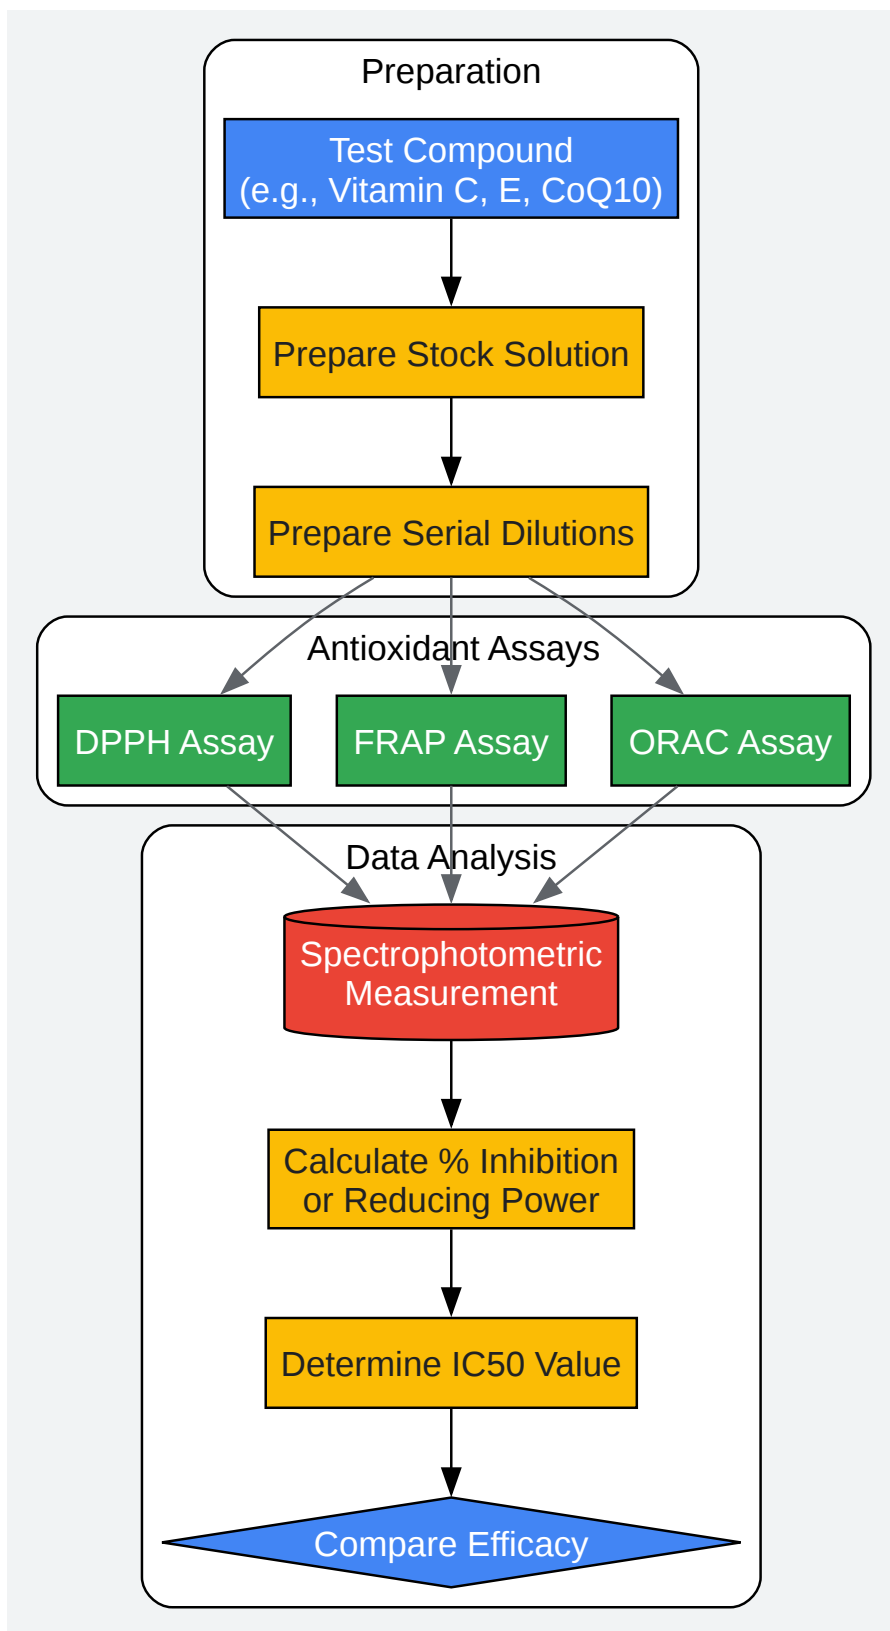 Preparation
Test Compound
(e.g., Vitamin C, E, CoQ10)
Prepare Stock Solution
Prepare Serial Dilutions
Antioxidant Assays
DPPH Assay
FRAP Assay
ORAC Assay
Data Analysis
Spectrophotometric
Measurement
Calculate % Inhibition
or Reducing Power
Determine IC50 Value
Compare Efficacy